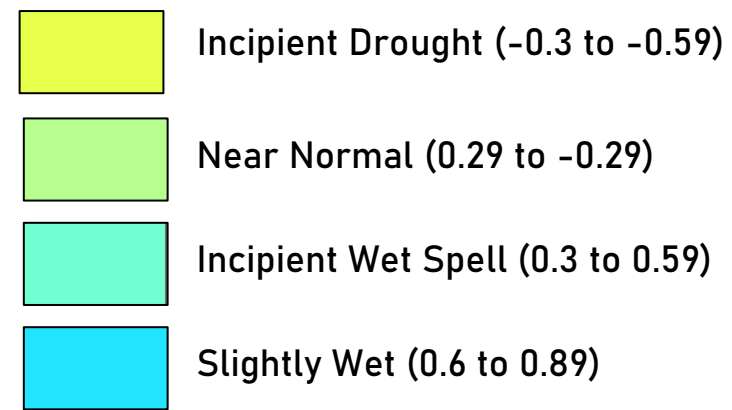 Incipient Drought (-0.3 to -0.59)
Near Normal (0.29 to -0.29)
Incipient Wet Spell (0.3 to 0.59)
Slightly Wet (0.6 to 0.89)